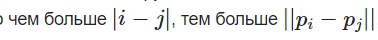 о чем больше |i − j|, тем больше ||p_i − p_j||